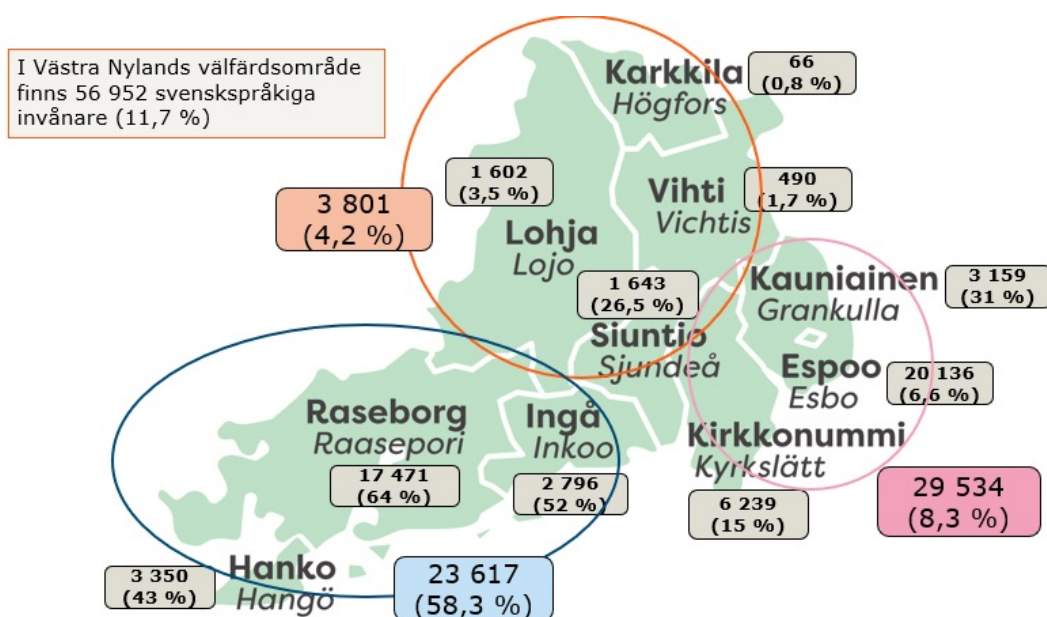 I Västra Nylands välfärdsområde
finns 56 952 svenskspråkiga
invånare (11,7 %)
Karkkila
Högfors
66
(0,8 %)
1 602
(3,5 %)
Vihti
Vichtis
490
(1,7 %)
3 801
(4,2 %)
Lohja
Lojo
1 643
(26,5 %)
Kauniainen
Grankulla
3 159
(31 %)
Siuntio
Sjundeå
Espoo
Esbo
20 136
(6,6 %)
Raseborg
Raasepori
17 471
(64 %)
Ingå
Inkoo
2 796
(52 %)
Kirkkonummi
Kyrkslätt
6 239
(15 %)
29 534
(8,3 %)
3 350
(43 %)
Hanko
Hangö
23 617
(58,3 %)